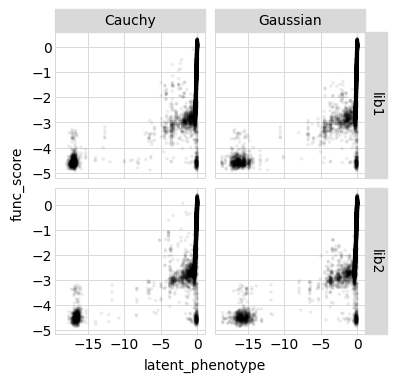 Cauchy Gaussian
0
−1
−2
−3
−4
−5
lib1
func_score
0
−1
−2
−3
−4
−5
lib2
−15 −10 −5 0 −15 −10 −5 0
latent_phenotype